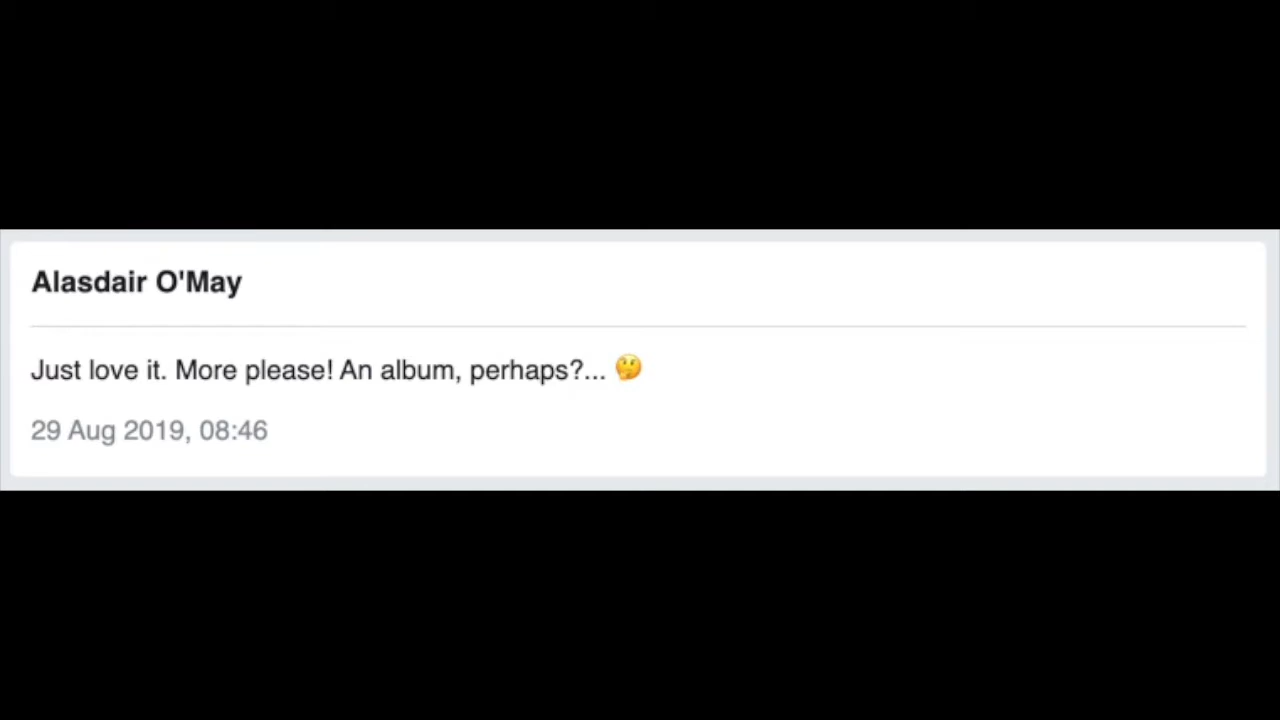 Alasdair O'May
Just love it. More please! An album, perhaps?... 🤔
29 Aug 2019, 08:46